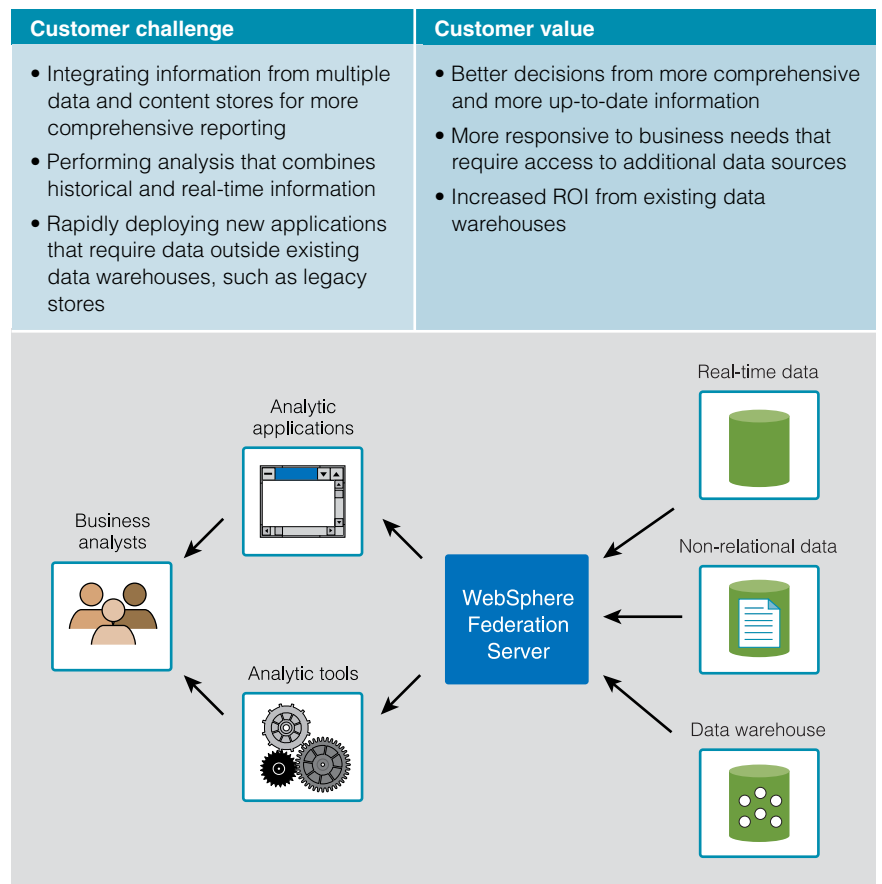 Customer challenge
• Integrating information from multiple
data and content stores for more
comprehensive reporting
• Performing analysis that combines
historical and real-time information
• Rapidly deploying new applications
that require data outside existing
data warehouses, such as legacy
stores
Customer value
• Better decisions from more comprehensive
and more up-to-date information
• More responsive to business needs that
require access to additional data sources
• Increased ROI from existing data
warehouses
Real-time data
Analytic
applications
Business
analysts
Non-relational data
WebSphere
Federation
Server
Analytic tools
Data warehouse